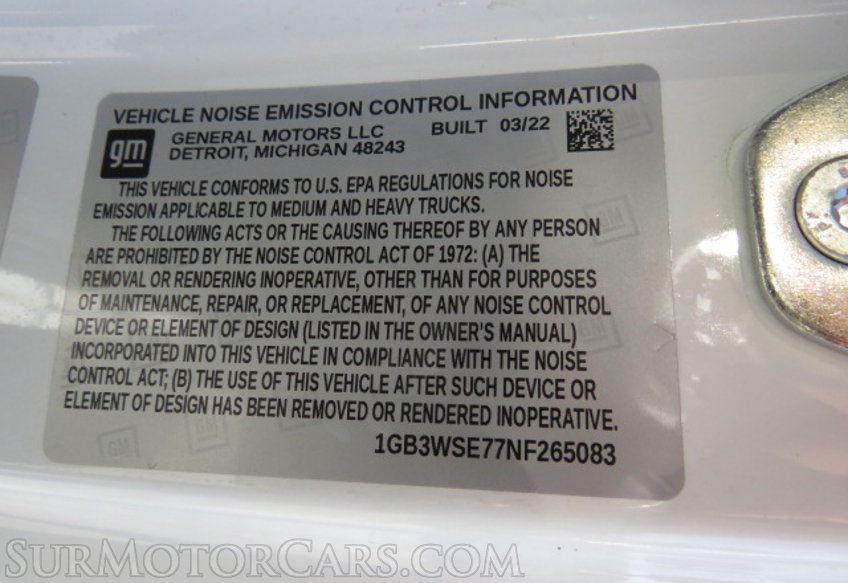 VEHICLE NOISE EMISSION CONTROL INFORMATION
gm GENERAL MOTORS LLC BUILT 03/22
DETROIT, MICHIGAN 48243
THIS VEHICLE CONFORMS TO U.S. EPA REGULATIONS FOR NOISE
EMISSION APPLICABLE TO MEDIUM AND HEAVY TRUCKS.
THE FOLLOWING ACTS OR THE CAUSING THEREOF BY ANY PERSON
ARE PROHIBITED BY THE NOISE CONTROL ACT OF 1972: (A) THE
REMOVAL OR RENDERING INOPERATIVE, OTHER THAN FOR PURPOSES
OF MAINTENANCE, REPAIR, OR REPLACEMENT, OF ANY NOISE CONTROL
DEVICE OR ELEMENT OF DESIGN (LISTED IN THE OWNER'S MANUAL)
INCORPORATED INTO THIS VEHICLE IN COMPLIANCE WITH THE NOISE
CONTROL ACT; (B) THE USE OF THIS VEHICLE AFTER SUCH DEVICE OR
ELEMENT OF DESIGN HAS BEEN REMOVED OR RENDERED INOPERATIVE.
1GB3WSE77NF265083
SURMOTORCARS.COM